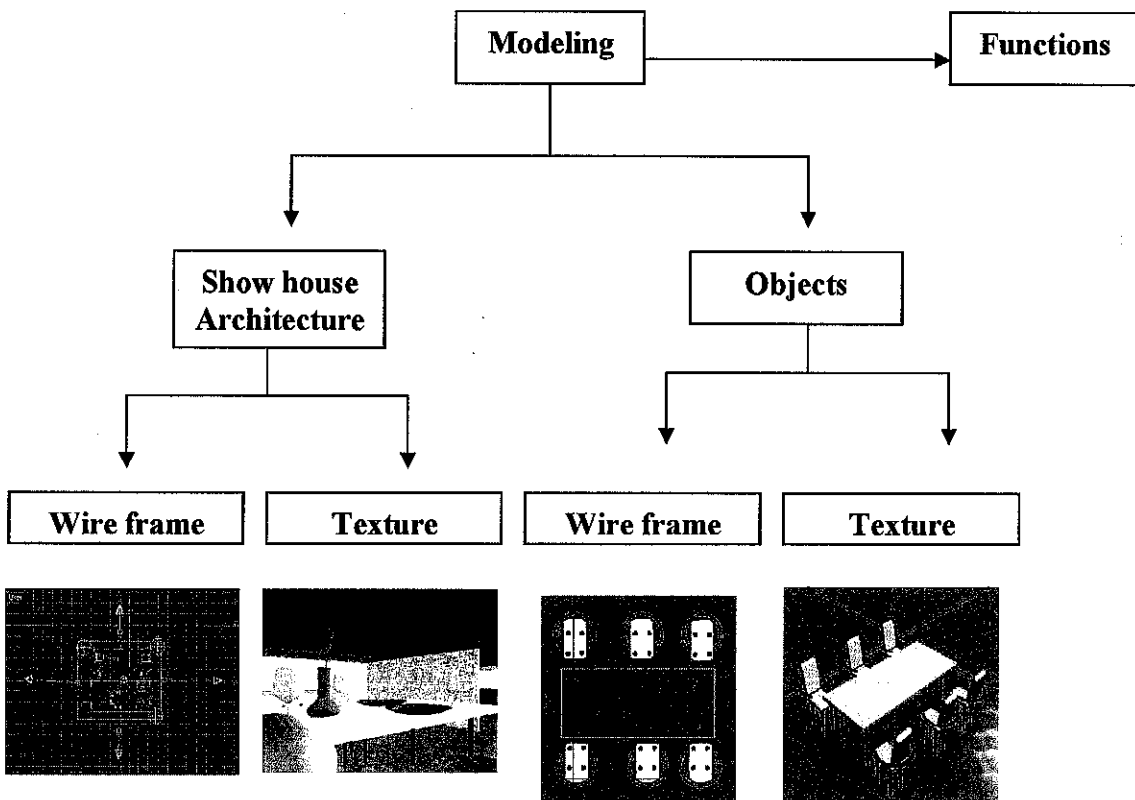 Modeling
Functions
Show house
Architecture
Objects
Wire frame
Texture
Wire frame
Texture